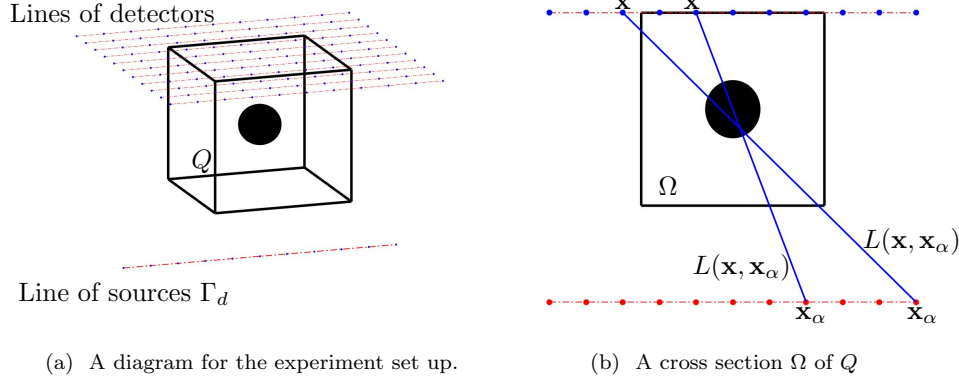 Lines of detectors
Q
Line of sources Γ_d
(a) A diagram for the experiment set up.
x x
Ω
L(x, x_α)
L(x, x_α)
x_α x_α
(b) A cross section Ω of Q